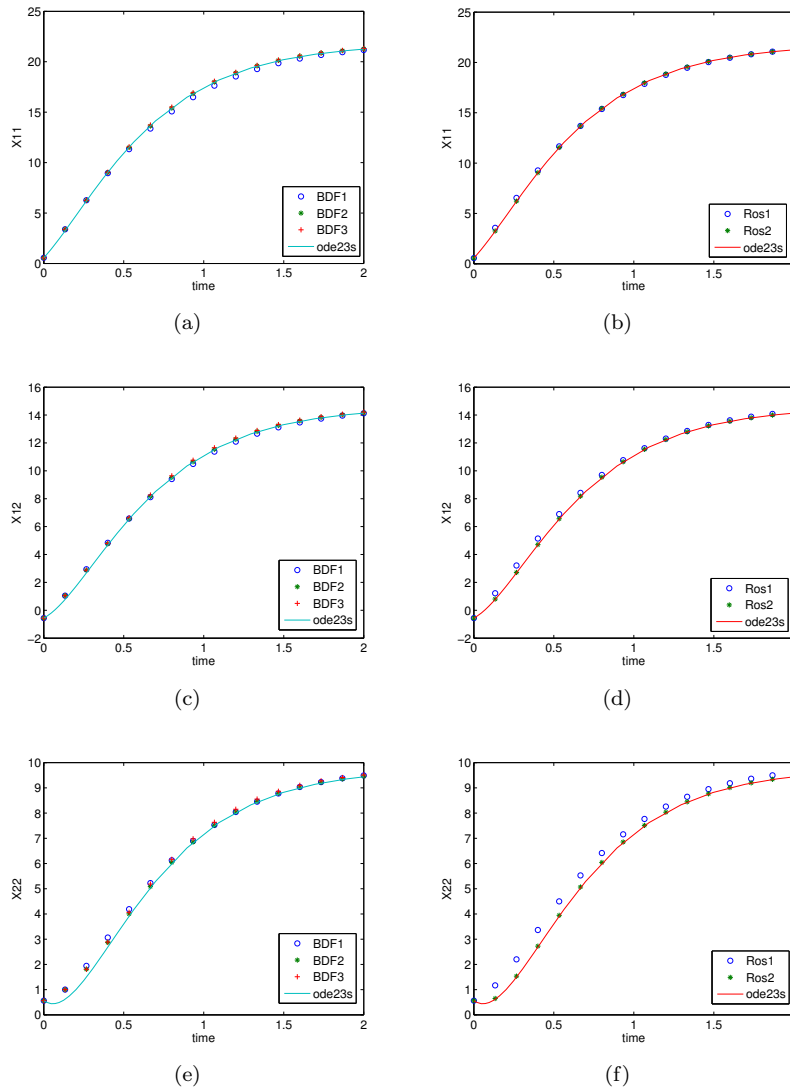 25
20
15
10
5
0
0
0.5
1
1.5
2
X11
time
BDF1
BDF2
BDF3
ode23s
(a)
25
20
15
10
5
0
0
0.5
1
1.5
X11
time
Ros1
Ros2
ode23s
(b)
16
14
12
10
8
6
4
2
0
−2
0
0.5
1
1.5
2
X12
time
BDF1
BDF2
BDF3
ode23s
(c)
16
14
12
10
8
6
4
2
0
−2
0
0.5
1
1.5
X12
time
Ros1
Ros2
ode23s
(d)
10
9
8
7
6
5
4
3
2
1
0
0
0.5
1
1.5
2
X22
time
BDF1
BDF2
BDF3
ode23s
(e)
10
9
8
7
6
5
4
3
2
1
0
0
0.5
1
1.5
X22
time
Ros1
Ros2
ode23s
(f)